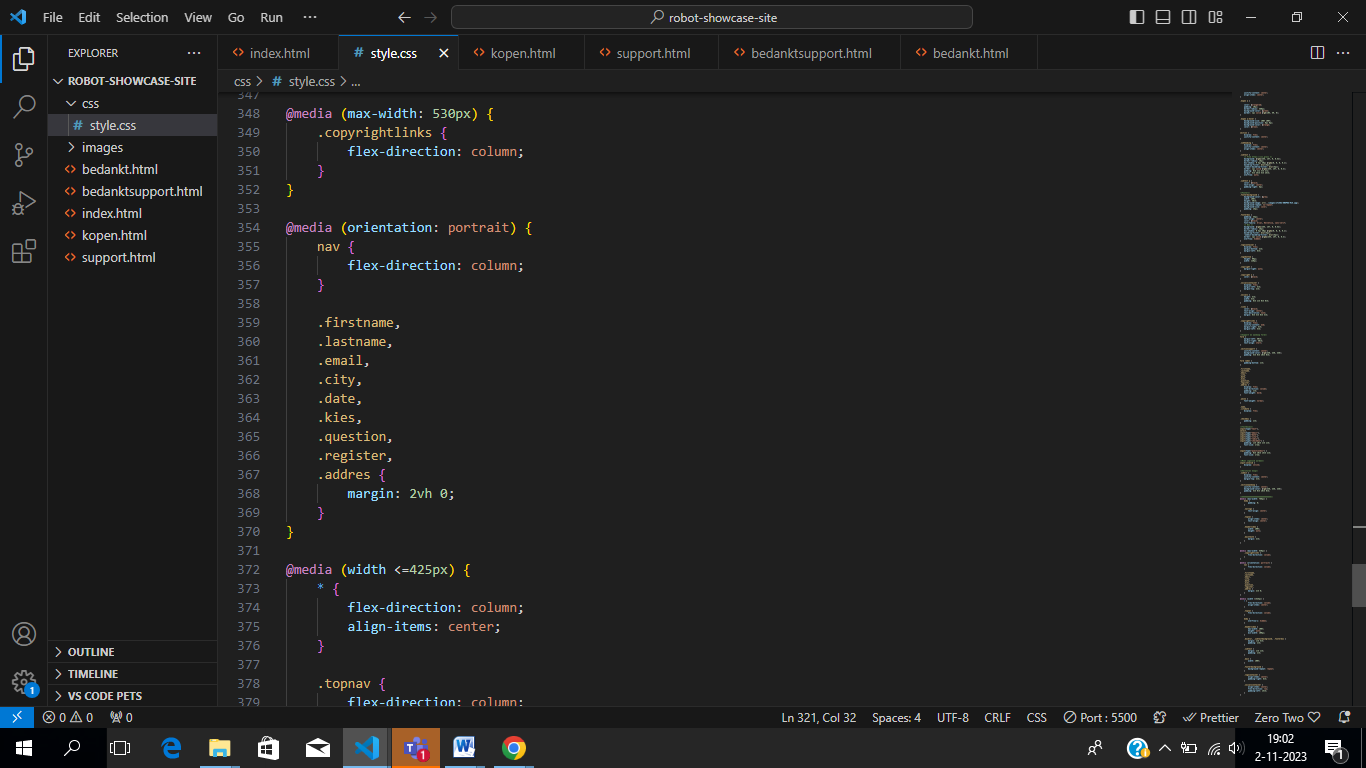 File Edit Selection View Go Run ··· robot-showcase-site
EXPLORER ···
index.html style.css kopen.html support.html bedanktsupport.html bedankt.html
ROBOT-SHOWCASE-SITE
css
style.css
images
bedankt.html
bedanktsupport.html
index.html
kopen.html
support.html
OUTLINE
TIMELINE
VS CODE PETS
1
css > # style.css > ...
347
348 @media (max-width: 530px) {
349 .copyrightlinks {
350 flex-direction: column;
351 }
352 }
353
354 @media (orientation: portrait) {
355 nav {
356 flex-direction: column;
357 }
358
359 .firstname,
360 .lastname,
361 .email,
362 .city,
363 .date,
364 .kies,
365 .question,
366 .register,
367 .addres {
368 margin: 2vh 0;
369 }
370 }
371
372 @media (width <=425px) {
373 * {
374 flex-direction: column;
375 align-items: center;
376 }
377
378 .topnav {
379 flex-direction: column;
0 0 0 Ln 321, Col 32 Spaces: 4 UTF-8 CRLF CSS Port : 5500 Prettier Zero Two
1 19:02
2-11-2023 1